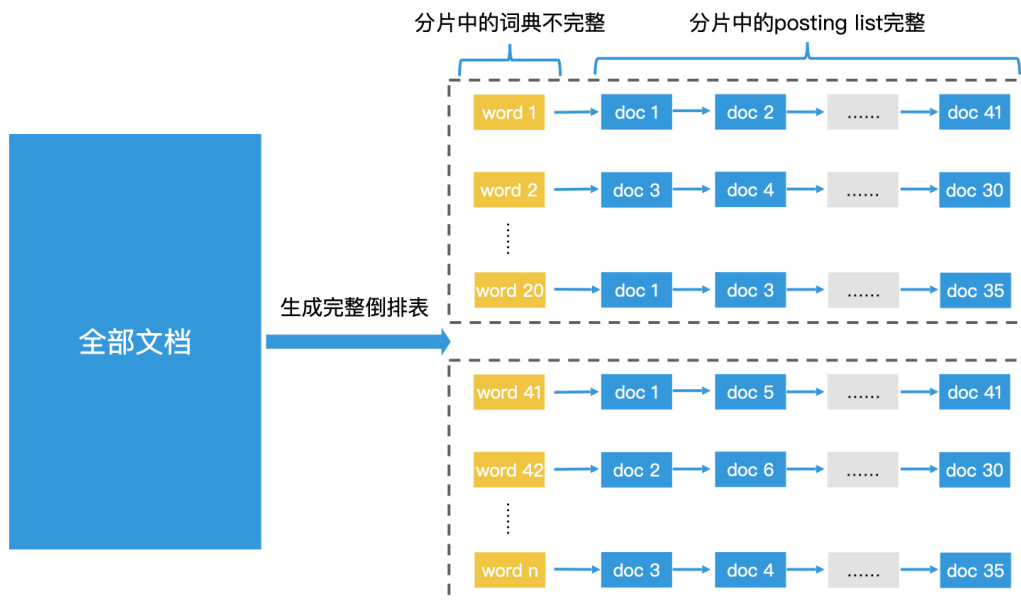 分片中的词典不完整 分片中的posting list完整
word 1 doc 1 doc 2 ...... doc 41
word 2 doc 3 doc 4 ...... doc 30
word 20 doc 1 doc 3 ...... doc 35
生成完整倒排表
全部文档
word 41 doc 1 doc 5 ...... doc 41
word 42 doc 2 doc 6 ...... doc 30
word n doc 3 doc 4 ...... doc 35